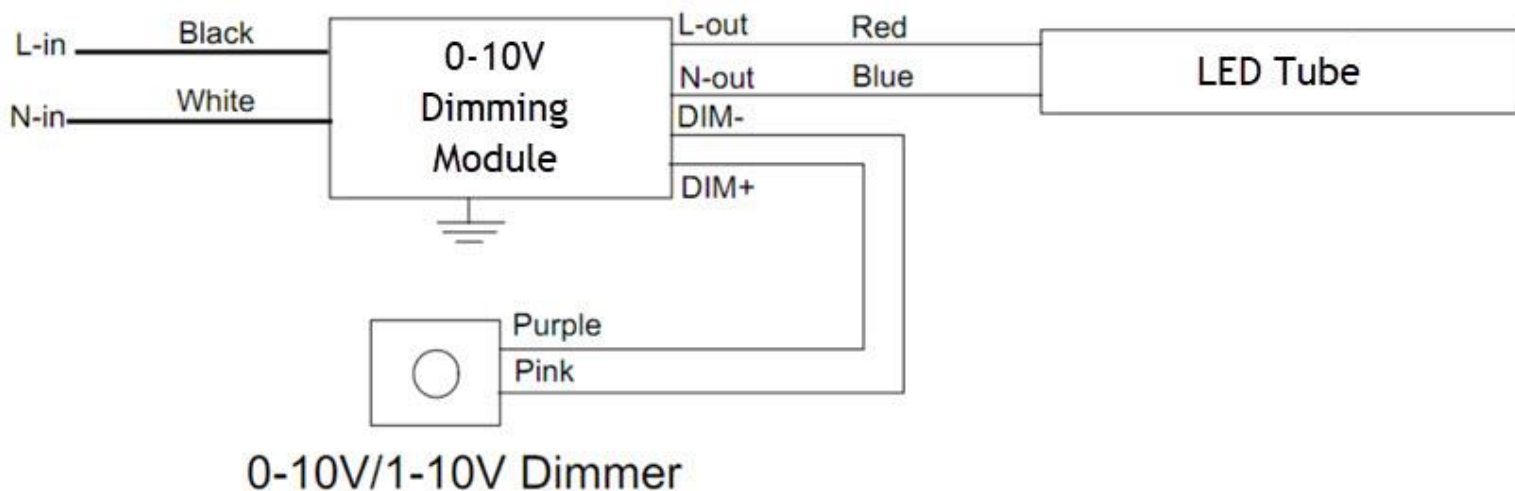 L-in
Black
N-in
White
0-10V
Dimming
Module
L-out
Red
N-out
Blue
DIM-
DIM+
LED Tube
Purple
Pink
0-10V/1-10V Dimmer